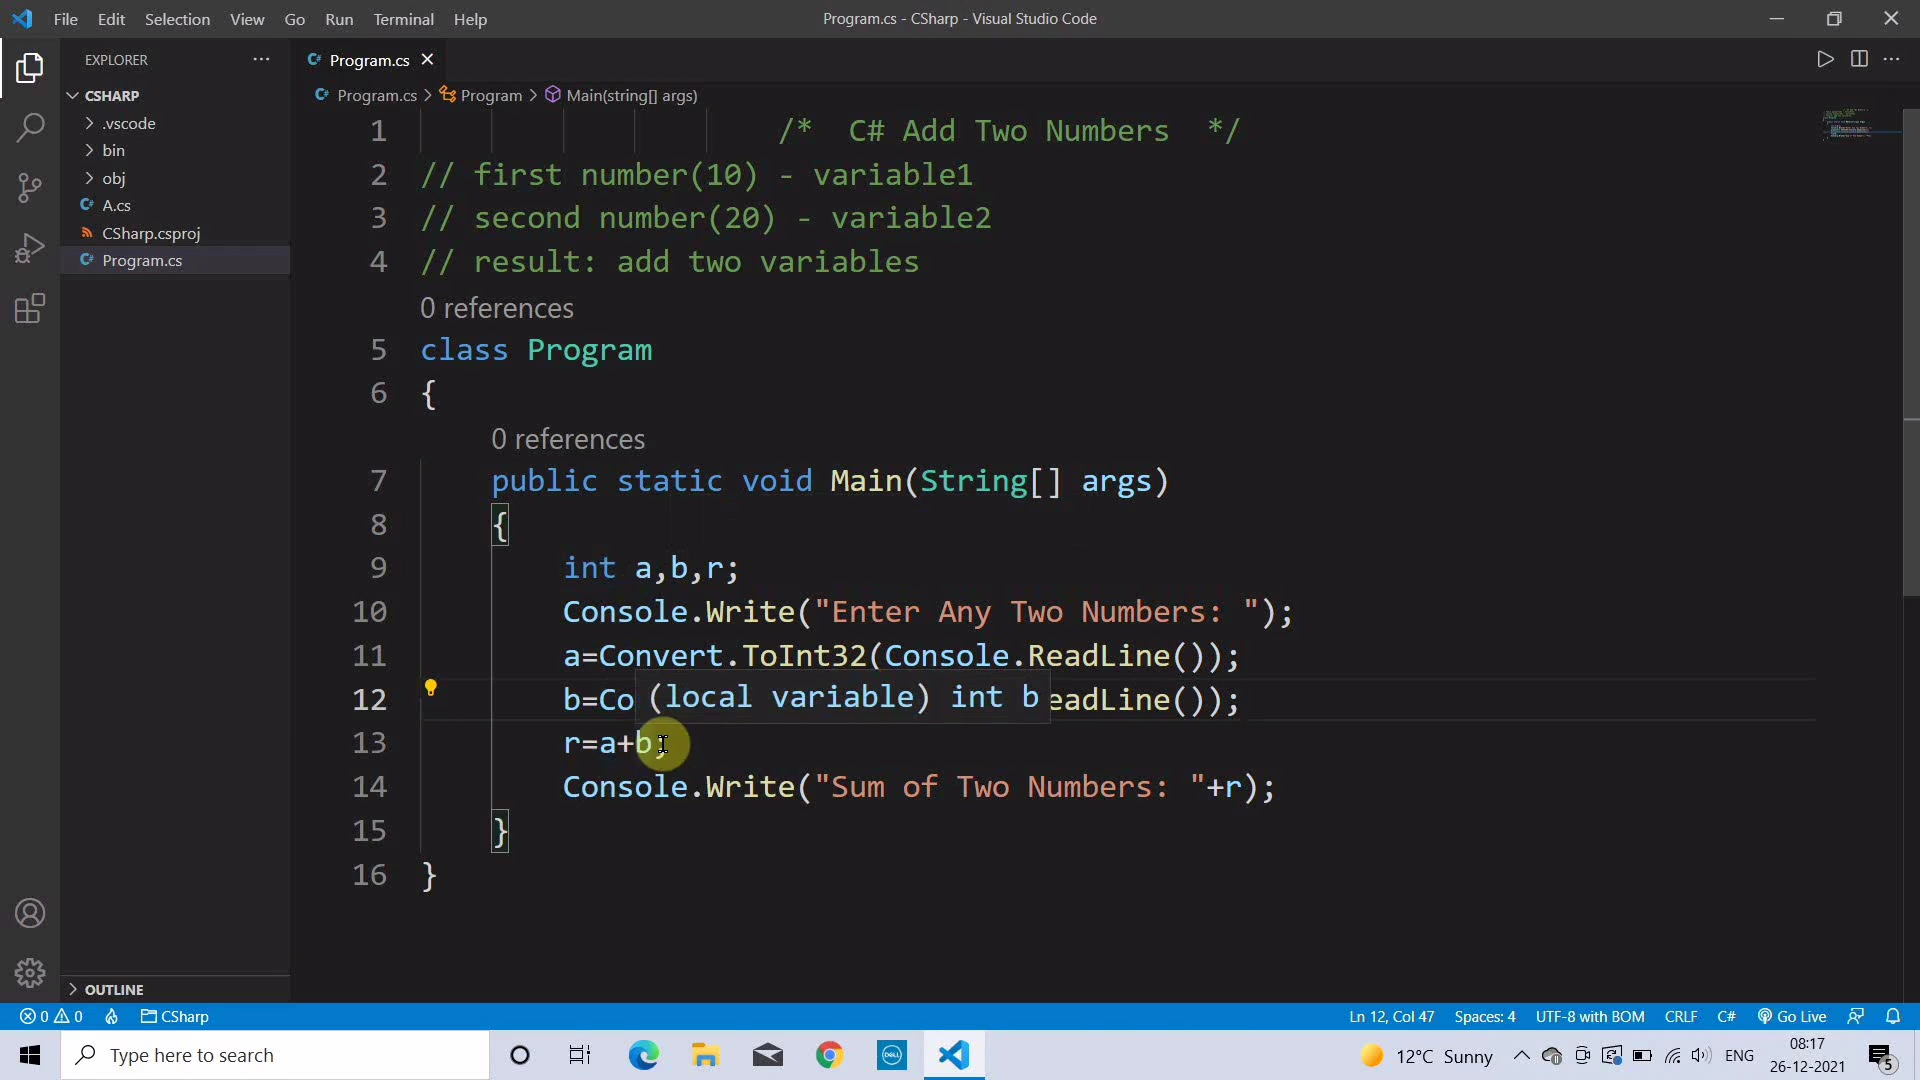 File Edit Selection View Go Run Terminal Help
Program.cs - CSharp - Visual Studio Code
EXPLORER
Program.cs
CSHARP
Program.cs > Program > Main(string[] args)
.vscode
bin
obj
A.cs
CSharp.csproj
Program.cs
OUTLINE
1 /* C# Add Two Numbers */
2 // first number(10) - variable1
3 // second number(20) - variable2
4 // result: add two variables
0 references
5 class Program
6 {
0 references
7 public static void Main(String[] args)
8 {
9 int a,b,r;
10 Console.Write("Enter Any Two Numbers: ");
11 a=Convert.ToInt32(Console.ReadLine());
12 b=Co (local variable) int b eadLine());
13 r=a+b;
14 Console.Write("Sum of Two Numbers: "+r);
15 }
16 }
0 0 CSharp
Ln 12, Col 47 Spaces: 4 UTF-8 with BOM CRLF C# Go Live
Type here to search
DELL
12°C Sunny
ENG
08:17
26-12-2021
5